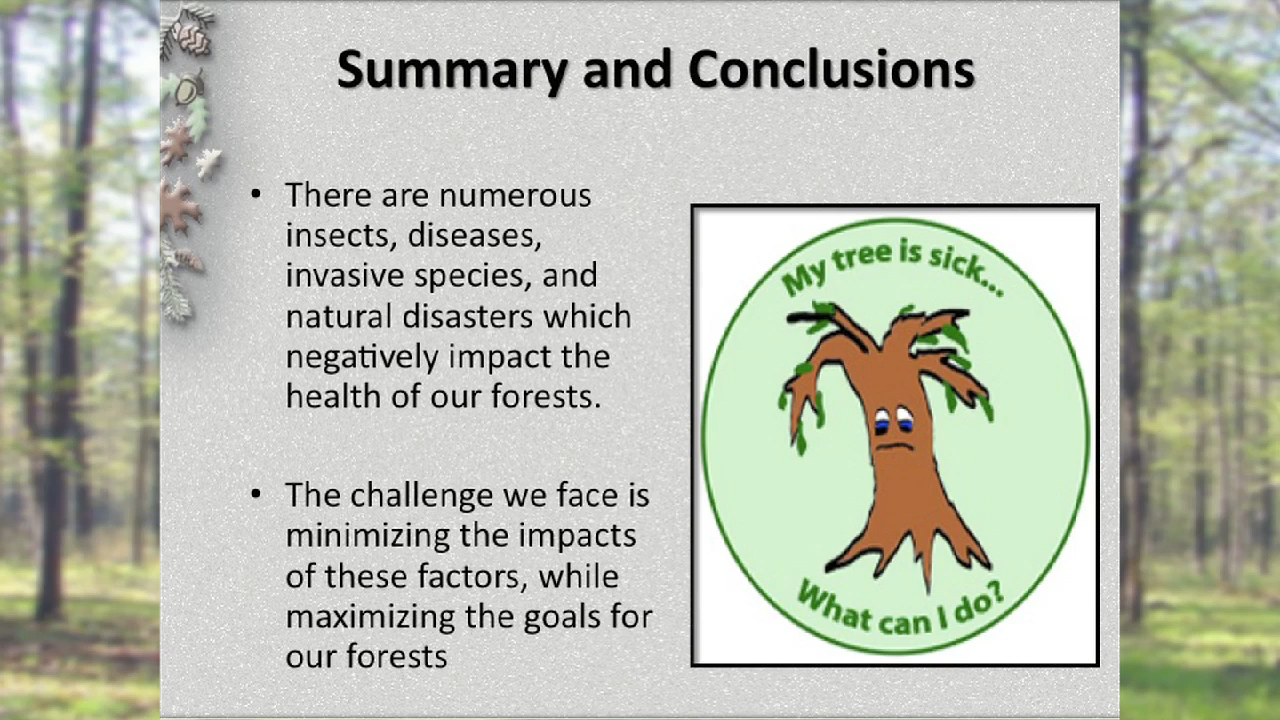 Summary and Conclusions
• There are numerous
insects, diseases,
invasive species, and
natural disasters which
negatively impact the
health of our forests.
• The challenge we face is
minimizing the impacts
of these factors, while
maximizing the goals for
our forests
My tree is sick...
What can I do?